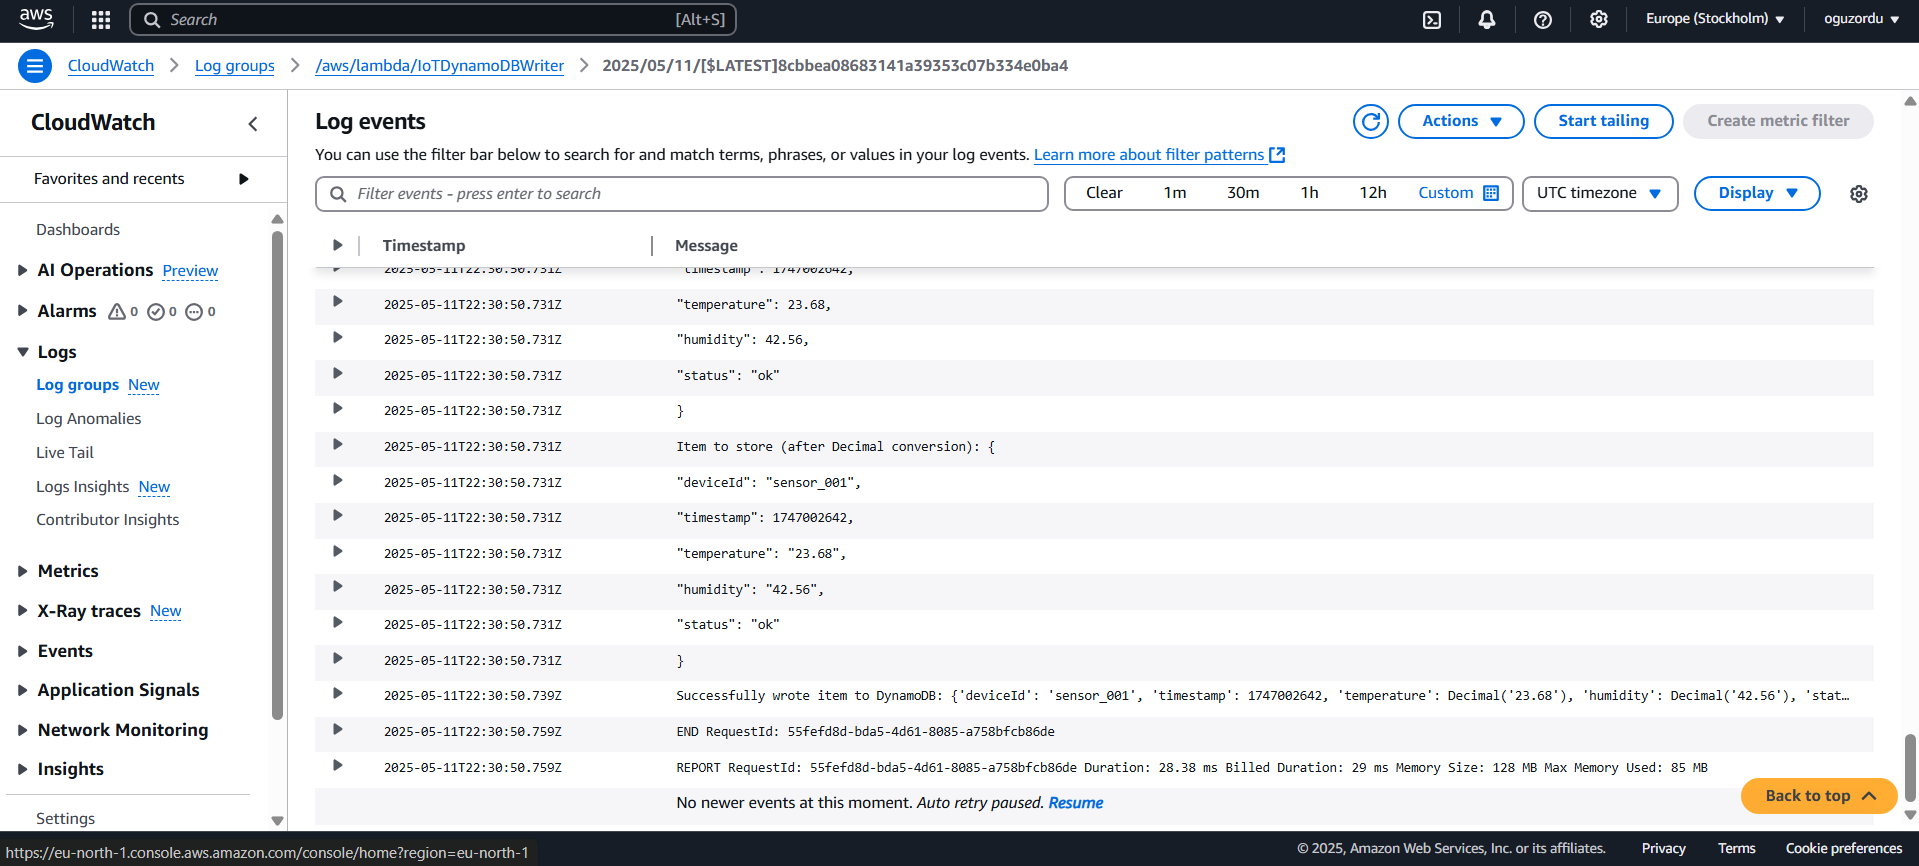 aws
Search [Alt+S]
Europe (Stockholm)
oguzordu
CloudWatch
Log groups
/aws/lambda/IoTDynamoDBWriter
2025/05/11/[$LATEST]8cbbea08683141a39353c07b334e0ba4
CloudWatch
Favorites and recents
Dashboards
AI Operations Preview
Alarms 0 0 0
Logs
Log groups New
Log Anomalies
Live Tail
Logs Insights New
Contributor Insights
Metrics
X-Ray traces New
Events
Application Signals
Network Monitoring
Insights
Settings
Log events
Actions
Start tailing
Create metric filter
You can use the filter bar below to search for and match terms, phrases, or values in your log events. Learn more about filter patterns
Filter events - press enter to search
Clear 1m 30m 1h 12h Custom
UTC timezone
Display
Timestamp Message
2025-05-11T22:30:50.731Z "timestamp": 1747002642,
2025-05-11T22:30:50.731Z "temperature": 23.68,
2025-05-11T22:30:50.731Z "humidity": 42.56,
2025-05-11T22:30:50.731Z "status": "ok"
2025-05-11T22:30:50.731Z }
2025-05-11T22:30:50.731Z Item to store (after Decimal conversion): {
2025-05-11T22:30:50.731Z "deviceId": "sensor_001",
2025-05-11T22:30:50.731Z "timestamp": 1747002642,
2025-05-11T22:30:50.731Z "temperature": "23.68",
2025-05-11T22:30:50.731Z "humidity": "42.56",
2025-05-11T22:30:50.731Z "status": "ok"
2025-05-11T22:30:50.731Z }
2025-05-11T22:30:50.739Z Successfully wrote item to DynamoDB: {'deviceId': 'sensor_001', 'timestamp': 1747002642, 'temperature': Decimal('23.68'), 'humidity': Decimal('42.56'), 'stat…
2025-05-11T22:30:50.759Z END RequestId: 55fefd8d-bda5-4d61-8085-a758bfcb86de
2025-05-11T22:30:50.759Z REPORT RequestId: 55fefd8d-bda5-4d61-8085-a758bfcb86de Duration: 28.38 ms Billed Duration: 29 ms Memory Size: 128 MB Max Memory Used: 85 MB
No newer events at this moment. Auto retry paused. Resume
Back to top
https://eu-north-1.console.aws.amazon.com/console/home?region=eu-north-1
© 2025, Amazon Web Services, Inc. or its affiliates.
Privacy
Terms
Cookie preferences